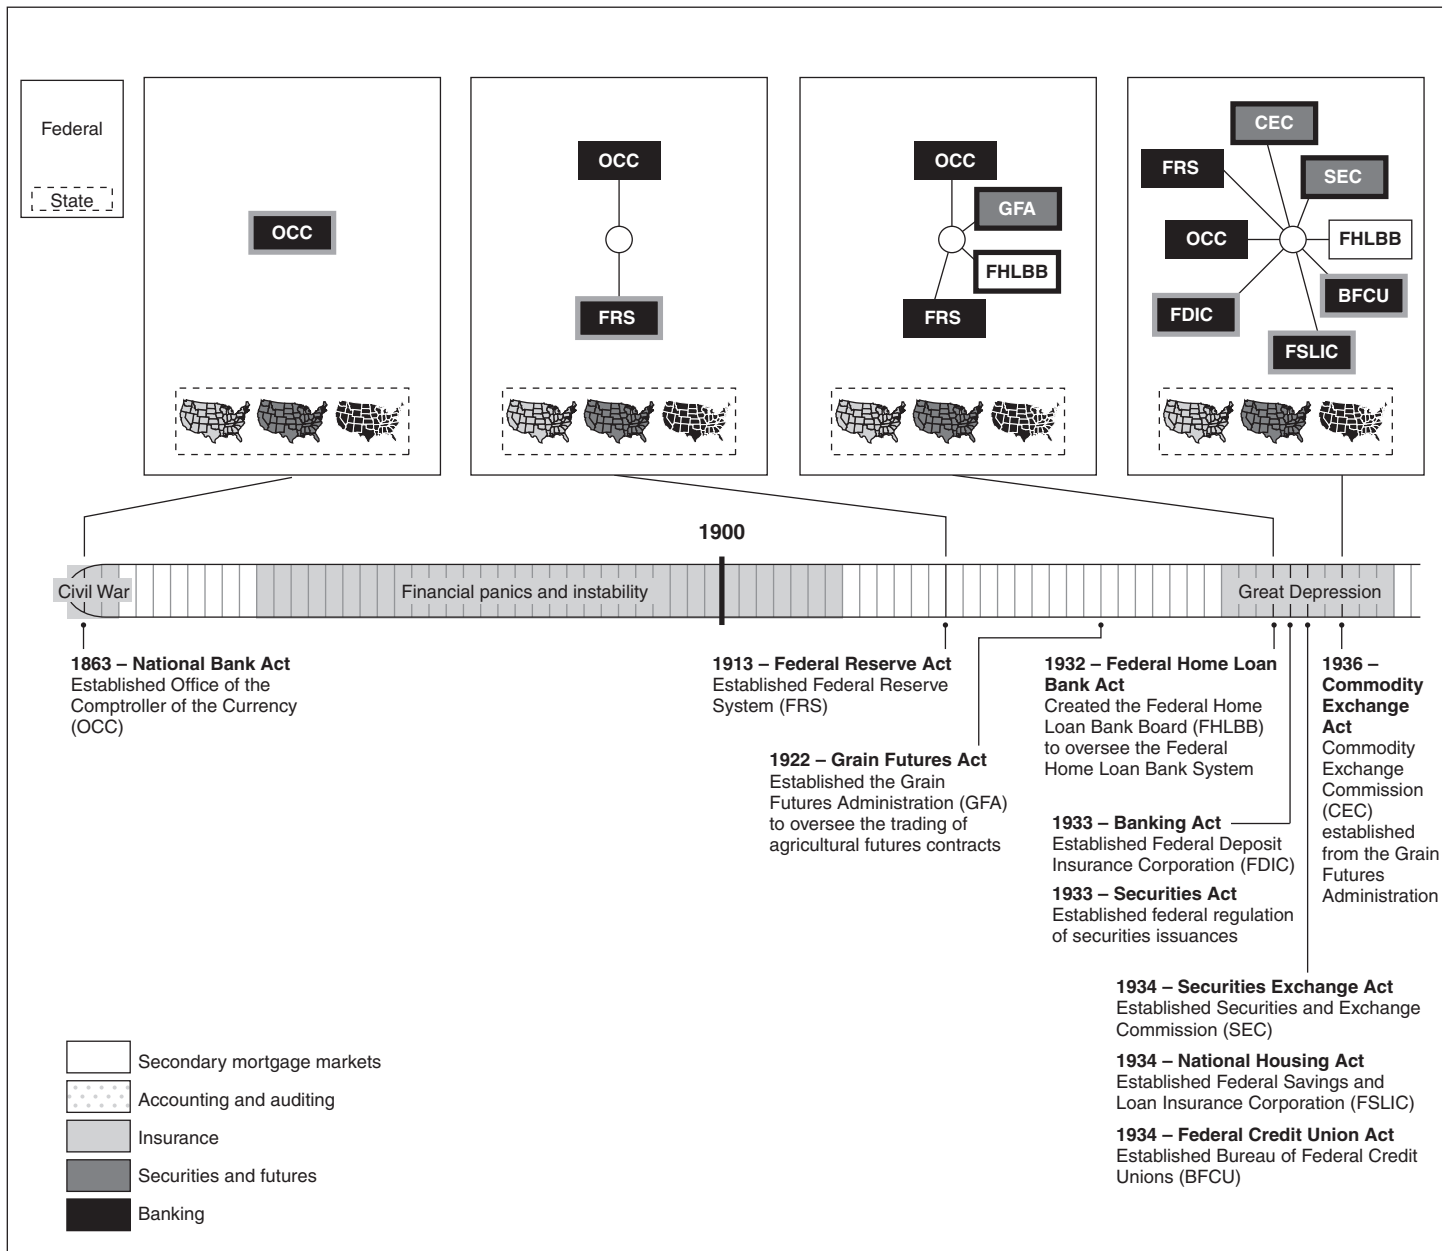 Federal
State
OCC
OCC
FRS
OCC
GFA
FHLBB
FRS
CEC
FRS
SEC
OCC
FHLBB
BFCU
FDIC
FSLIC
1900
Civil War
Financial panics and instability
Great Depression
1863 – National Bank Act
Established Office of the
Comptroller of the Currency
(OCC)
1913 – Federal Reserve Act
Established Federal Reserve
System (FRS)
1922 – Grain Futures Act
Established the Grain
Futures Administration (GFA)
to oversee the trading of
agricultural futures contracts
1932 – Federal Home Loan
Bank Act
Created the Federal Home
Loan Bank Board (FHLBB)
to oversee the Federal
Home Loan Bank System
1933 – Banking Act
Established Federal Deposit
Insurance Corporation (FDIC)
1933 – Securities Act
Established federal regulation
of securities issuances
1936 –
Commodity
Exchange
Act
Commodity
Exchange
Commission
(CEC)
established
from the Grain
Futures
Administration
1934 – Securities Exchange Act
Established Securities and Exchange
Commission (SEC)
1934 – National Housing Act
Established Federal Savings and
Loan Insurance Corporation (FSLIC)
1934 – Federal Credit Union Act
Established Bureau of Federal Credit
Unions (BFCU)
Secondary mortgage markets
Accounting and auditing
Insurance
Securities and futures
Banking